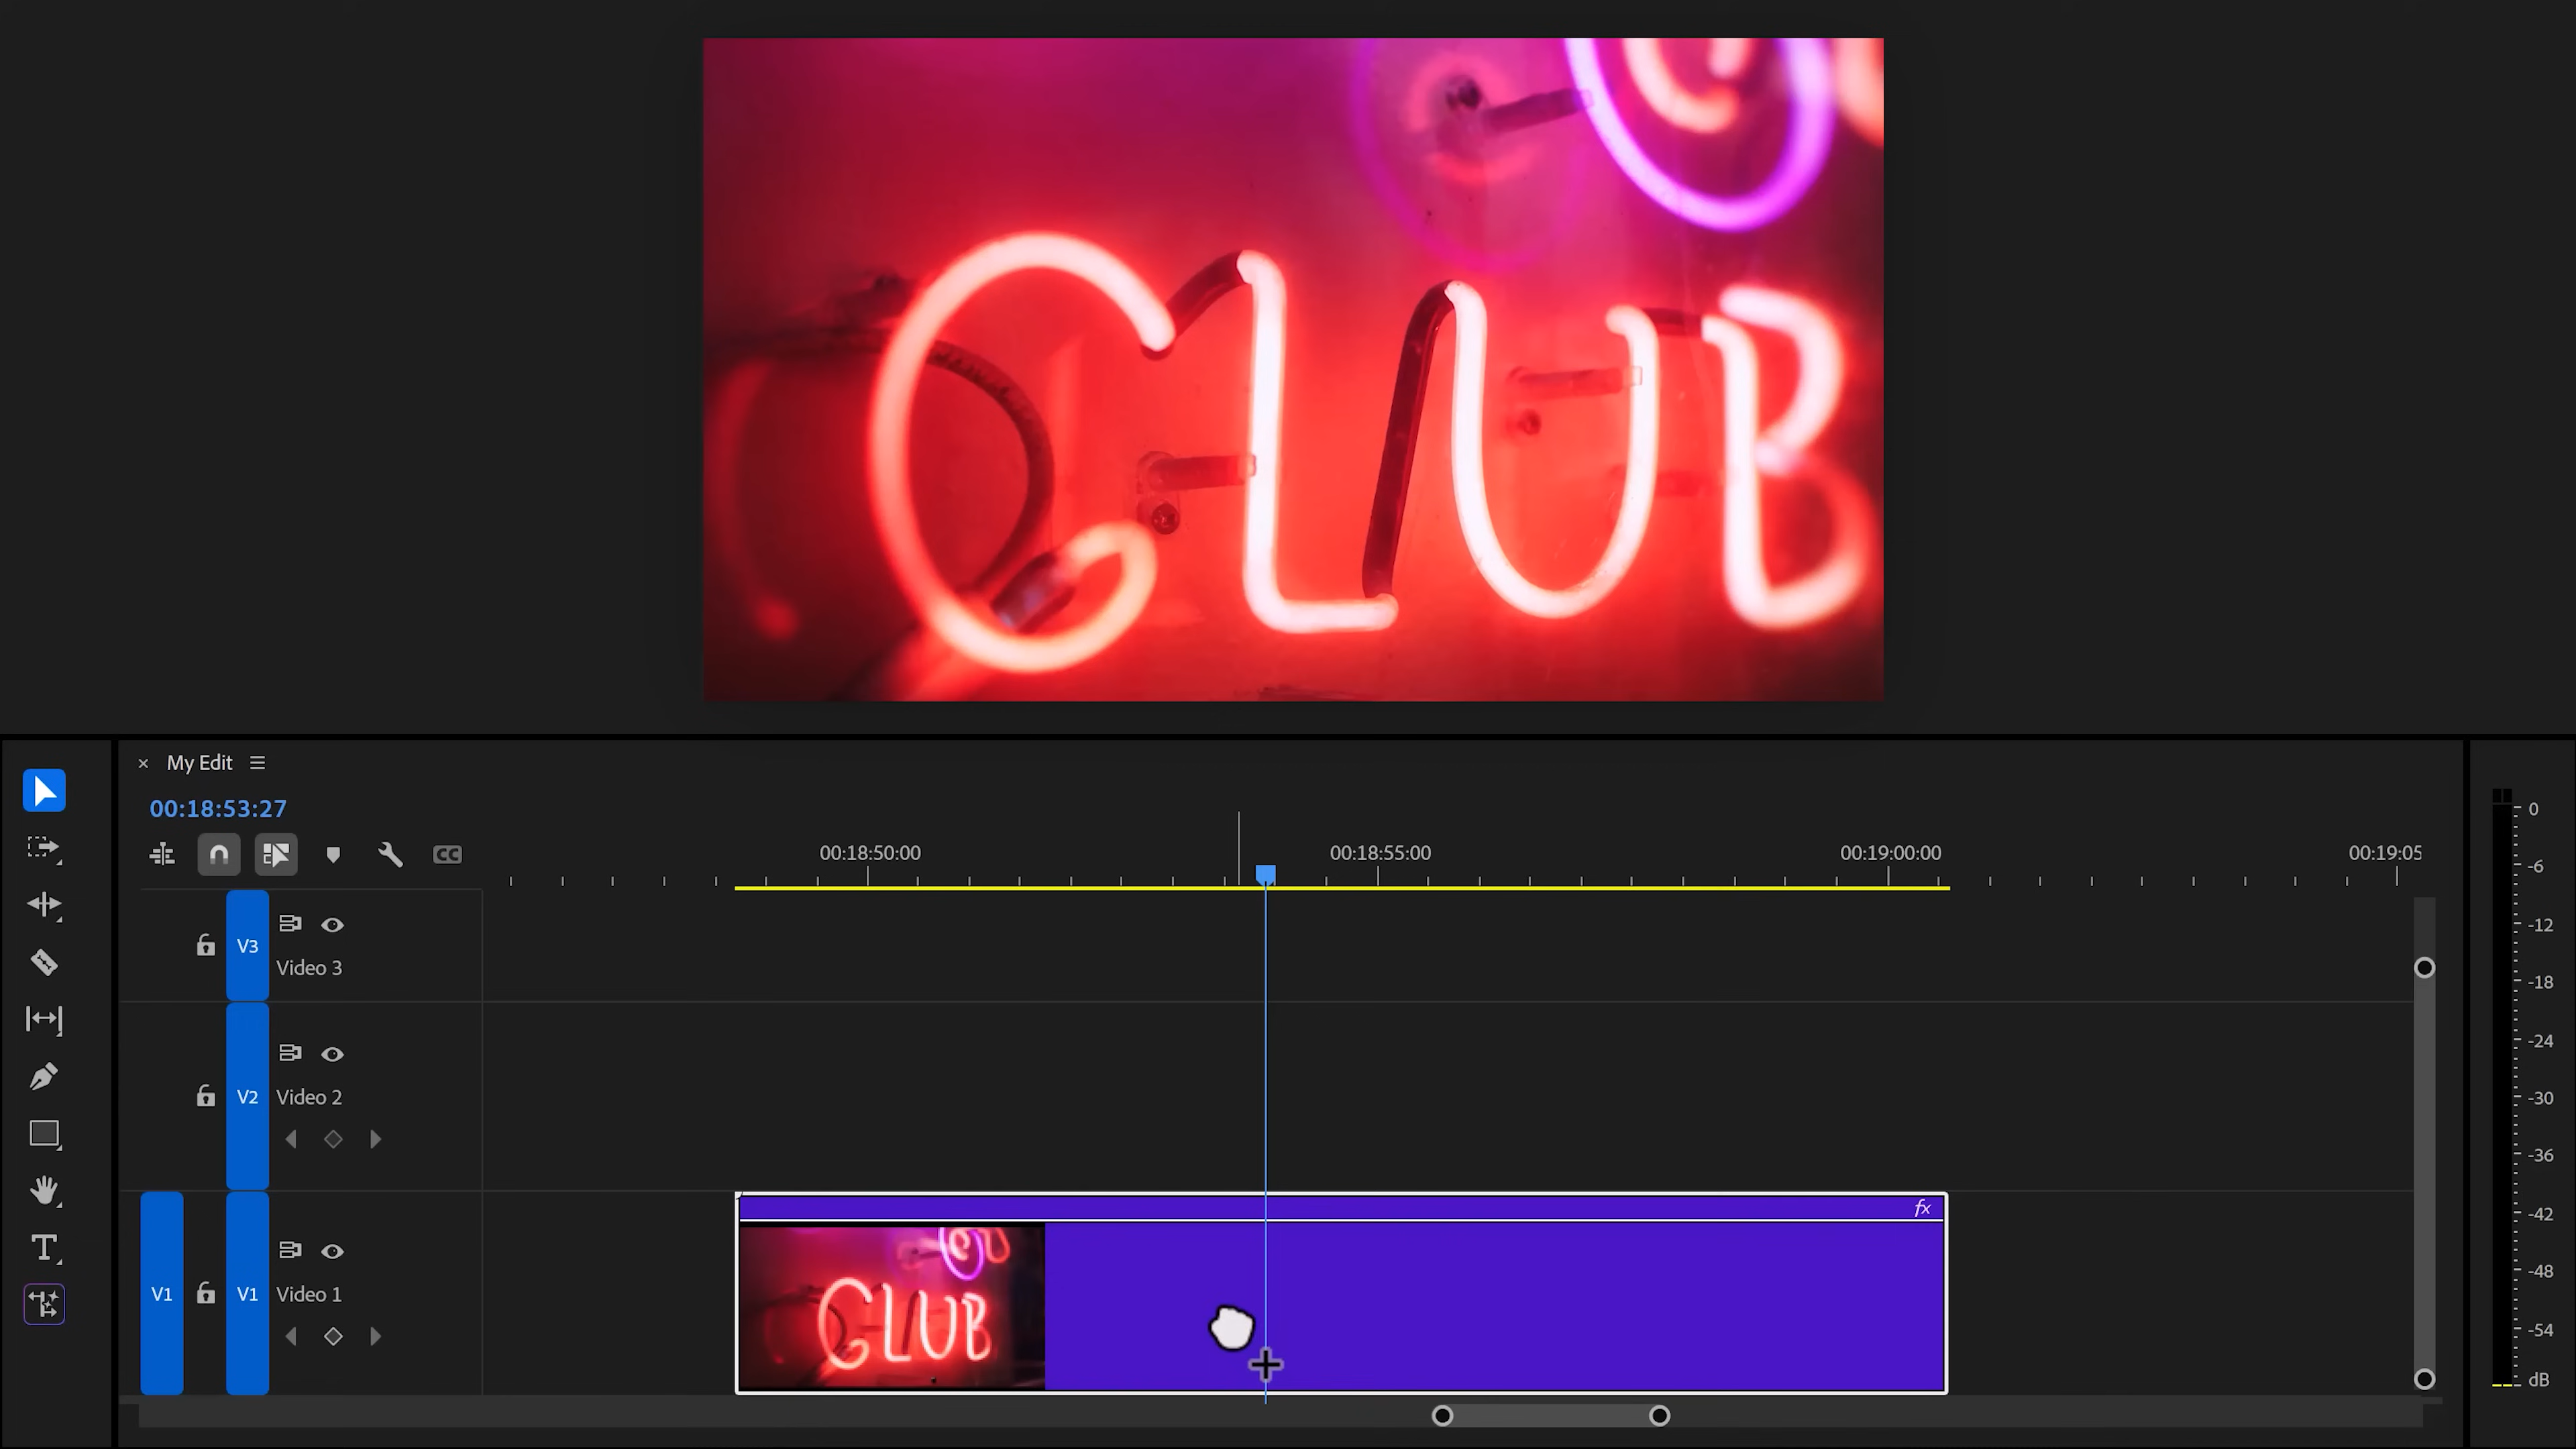 CLUB
My Edit
00:18:53:27
00:18:50:00
00:18:55:00
00:19:00:00
00:19:05
CC
V3
Video 3
V2
Video 2
V1
V1
Video 1
fx
CLUB
0
-6
-12
-18
-24
-30
-36
-42
-48
-54
dB